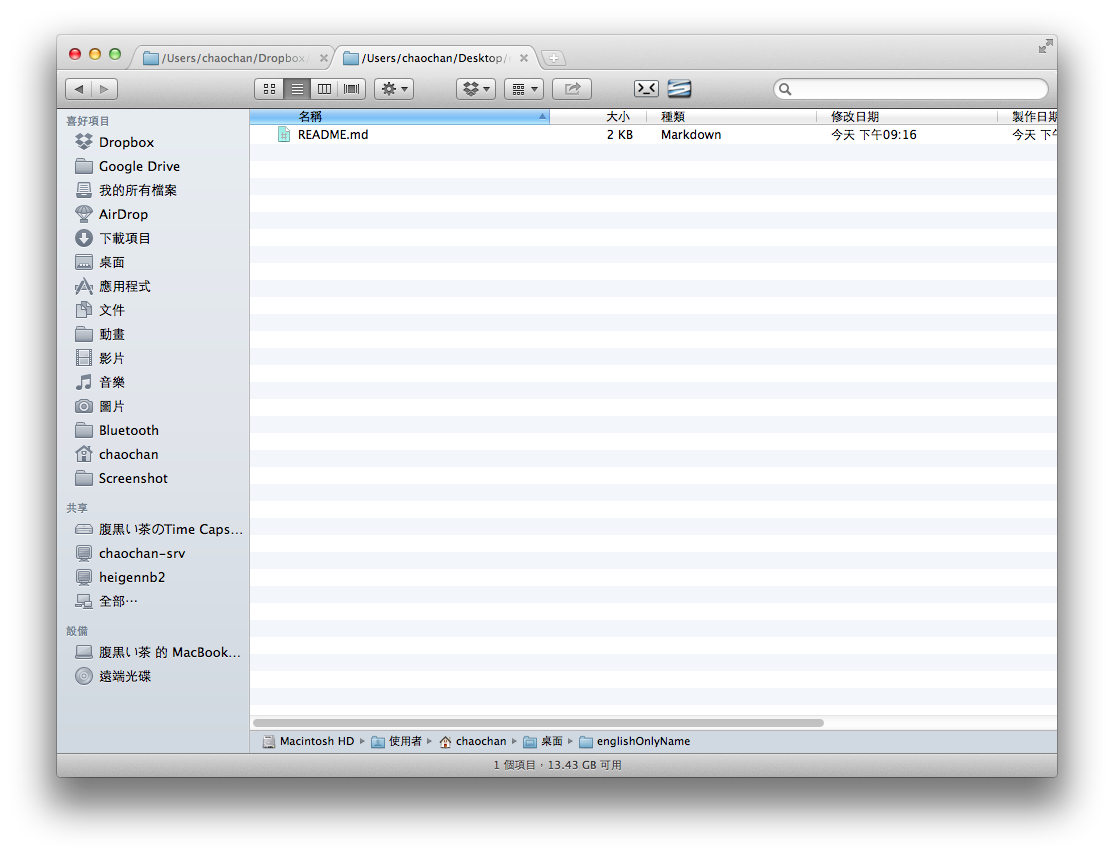 /Users/chaochan/Dropbox/
/Users/chaochan/Desktop/
名稱
大小
種類
修改日期
製作日期
README.md
2 KB
Markdown
今天 下午09:16
今天 下午
喜好項目
Dropbox
Google Drive
我的所有檔案
AirDrop
下載項目
桌面
應用程式
文件
動畫
影片
音樂
圖片
Bluetooth
chaochan
Screenshot
共享
腹黒い茶のTime Caps...
chaochan-srv
heigennb2
全部…
設備
腹黒い茶 的 MacBook...
遠端光碟
Macintosh HD ▸ 使用者 ▸ chaochan ▸ 桌面 ▸ englishOnlyName
1 個項目，13.43 GB 可用